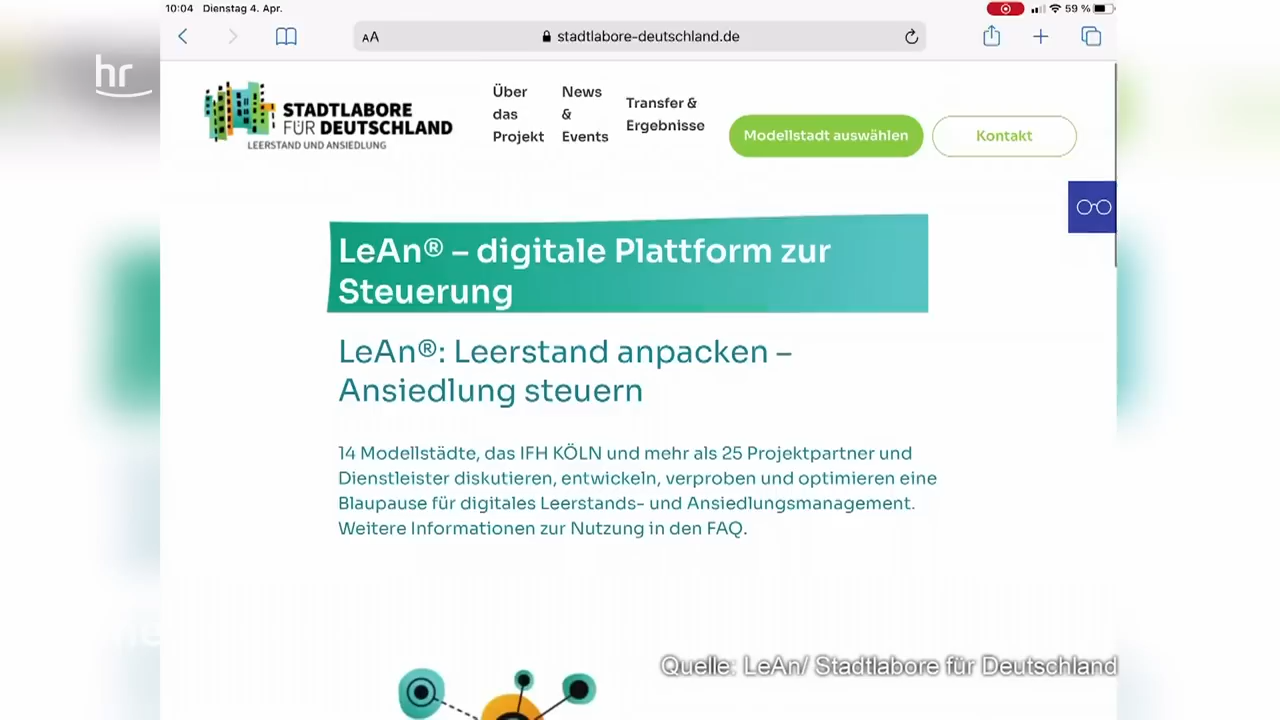 10:04 Dienstag 4. Apr.
59 %
AA
stadtlabore-deutschland.de
hr
STADTLABORE
FÜR DEUTSCHLAND
LEERSTAND UND ANSIEDLUNG
Über
das
Projekt
News
&
Events
Transfer &
Ergebnisse
Modellstadt auswählen
Kontakt
LeAn® – digitale Plattform zur
Steuerung
LeAn®: Leerstand anpacken –
Ansiedlung steuern
14 Modellstädte, das IFH KÖLN und mehr als 25 Projektpartner und
Dienstleister diskutieren, entwickeln, verproben und optimieren eine
Blaupause für digitales Leerstands- und Ansiedlungsmanagement.
Weitere Informationen zur Nutzung in den FAQ.
Quelle: LeAn/ Stadtlabore für Deutschland